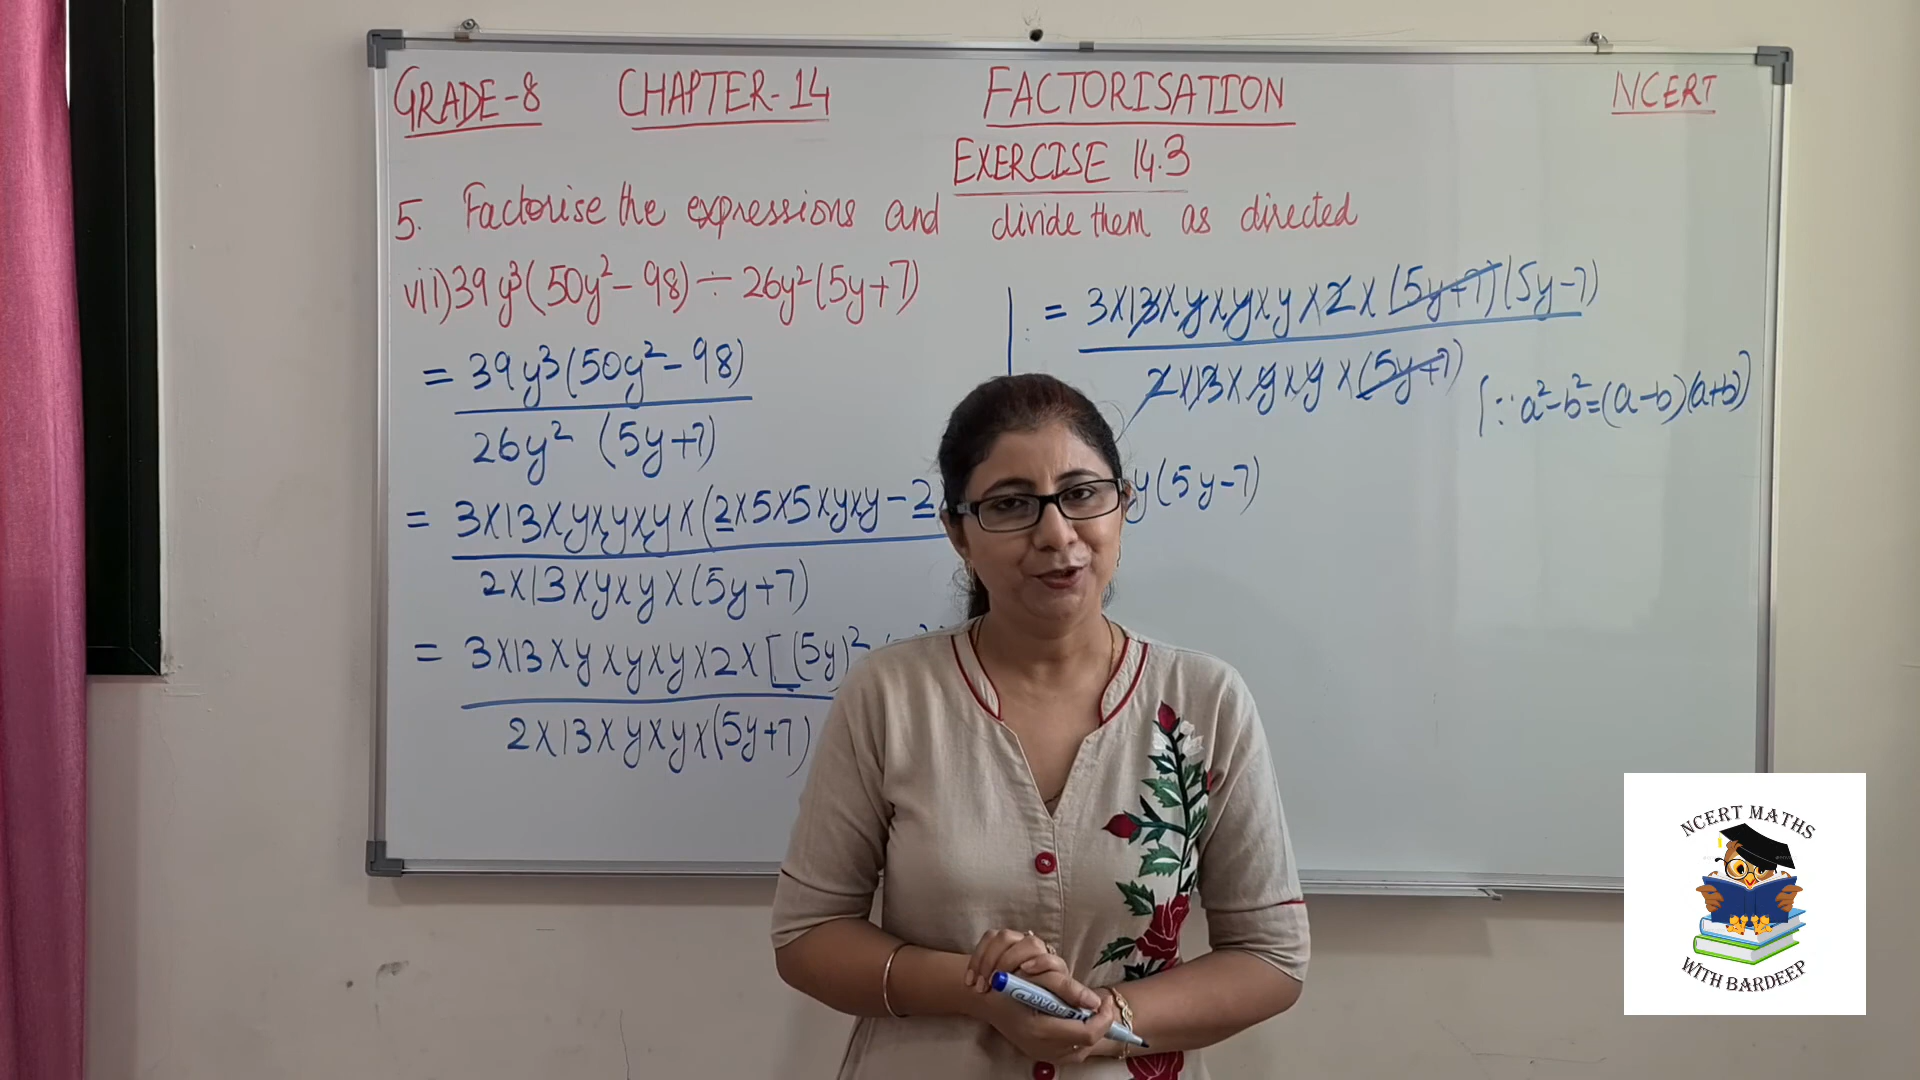 GRADE-8 CHAPTER-14 FACTORISATION NCERT
EXERCISE 14.3
5. Factorise the expressions and divide them as directed
vii) 39y³(50y²-98) ÷ 26y²(5y+7)
= 39y³(50y²-98)
26y² (5y+7)
= 3×13×y×y×y×(2×5×5×y×y-2
2×13×y×y×(5y+7)
= 3×13×y×y×y×2×[(5y)²
2×13×y×y×(5y+7)
= 3×13×y×y×y×2×(5y+7)(5y-7)
2×13×y×y×(5y+7)
(∵a²-b²=(a-b)(a+b)
y(5y-7)
NCERT MATHS
WITH BARDEEP